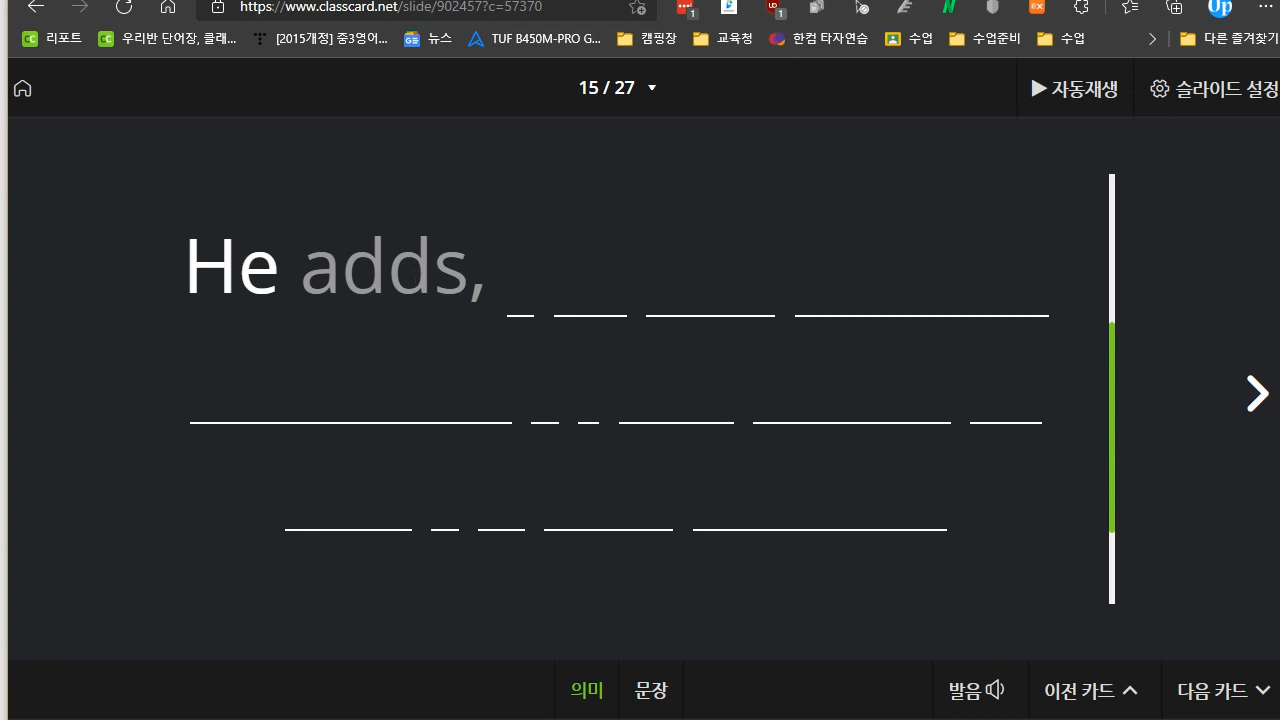 https://www.classcard.net/slide/902457?c=57370
리포트 우리반 단어장, 클래... [2015개정] 중3영어... 뉴스 TUF B450M-PRO G... 캠핑장 교육청 한컴 타자연습 수업 수업준비 수업 다른 즐겨찾기
15 / 27 자동재생 슬라이드 설정
He adds,
의미 문장 발음 이전 카드 다음 카드